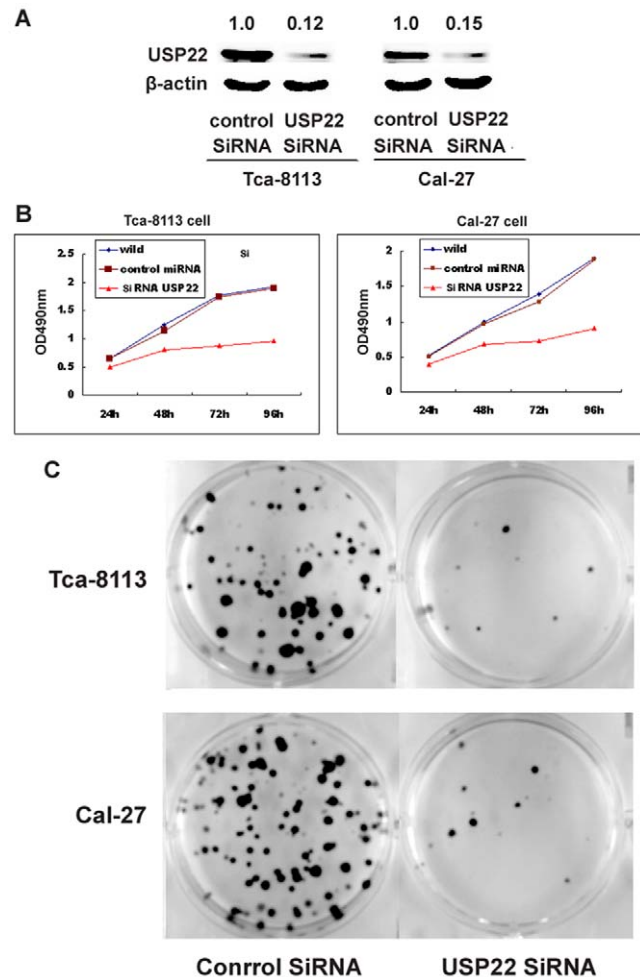 A
1.0 0.12 1.0 0.15
USP22
β-actin
control USP22 control USP22
SiRNA SiRNA SiRNA SiRNA
Tca-8113 Cal-27
B
Tca-8113 cell
Si
wild
control miRNA
SiRNA USP22
OD490nm
2.5
2
1.5
1
0.5
0
24h 48h 72h 96h
Cal-27 cell
wild
control miRNA
SiRNA USP22
OD490nm
2
1.5
1
0.5
0
24h 48h 72h 96h
C
Tca-8113
Cal-27
Conrrol SiRNA USP22 SiRNA